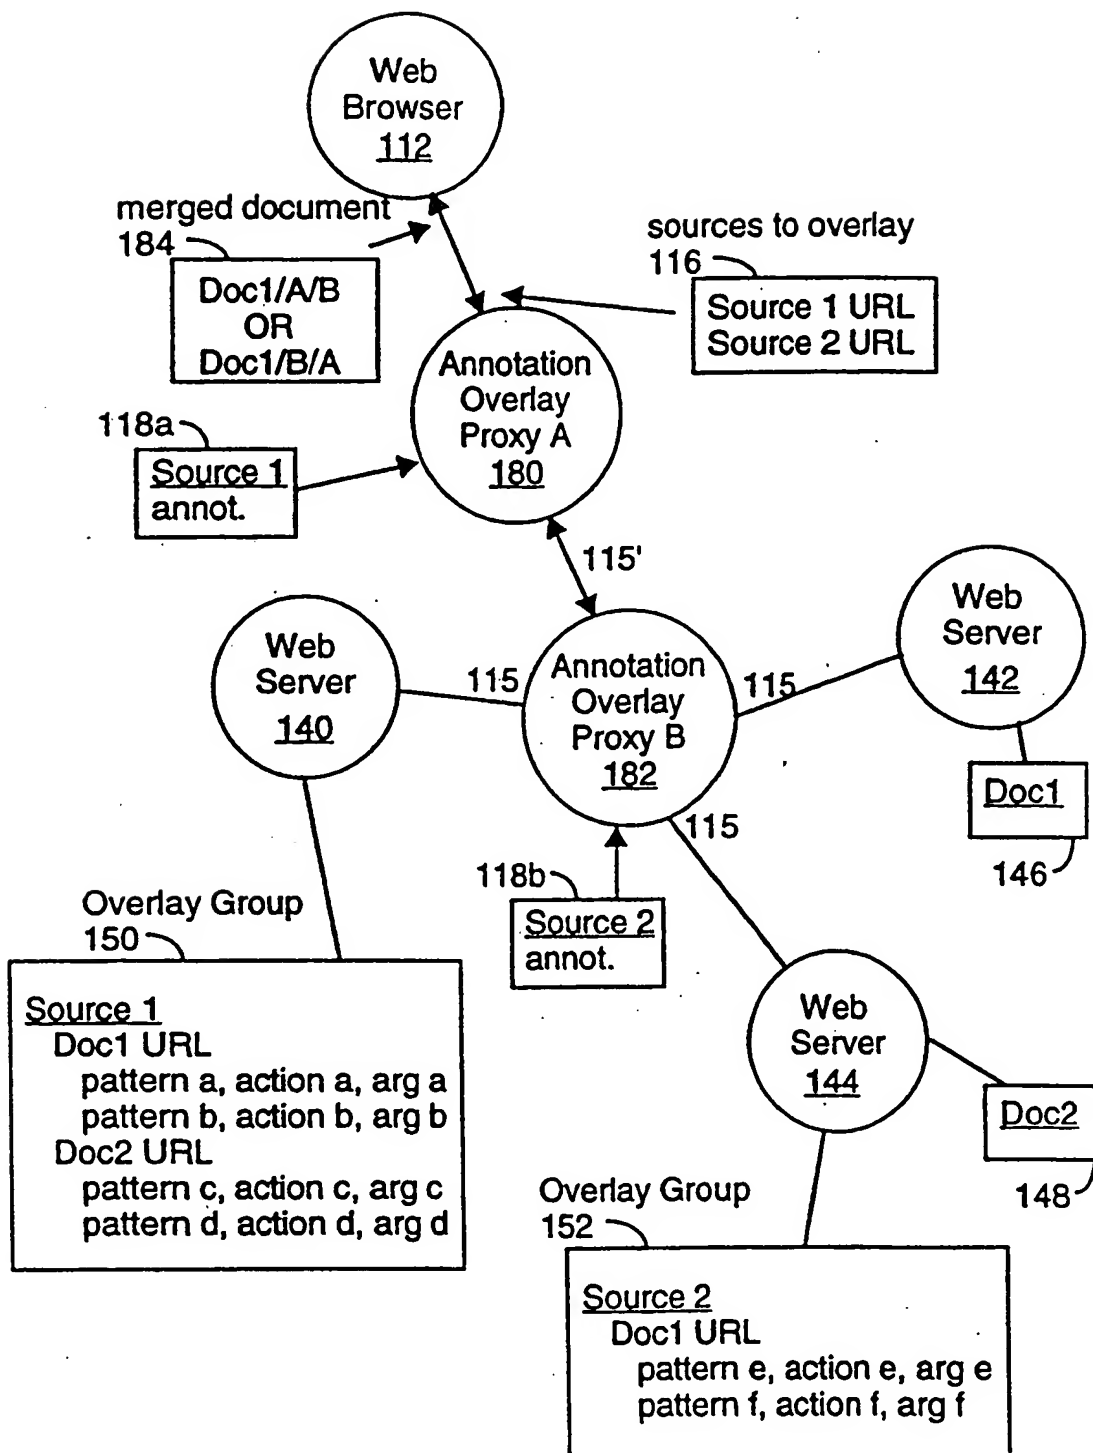 Web
Browser
112
merged document
184
Doc1/A/B
OR
Doc1/B/A
sources to overlay
116
Source 1 URL
Source 2 URL
Annotation
Overlay
Proxy A
180
118a
Source 1
annot.
115'
Web
Server
140
115
Annotation
Overlay
Proxy B
182
115
Web
Server
142
Doc1
146
115
118b
Source 2
annot.
Overlay Group
150
Source 1
Doc1 URL
pattern a, action a, arg a
pattern b, action b, arg b
Doc2 URL
pattern c, action c, arg c
pattern d, action d, arg d
Web
Server
144
Doc2
148
Overlay Group
152
Source 2
Doc1 URL
pattern e, action e, arg e
pattern f, action f, arg f